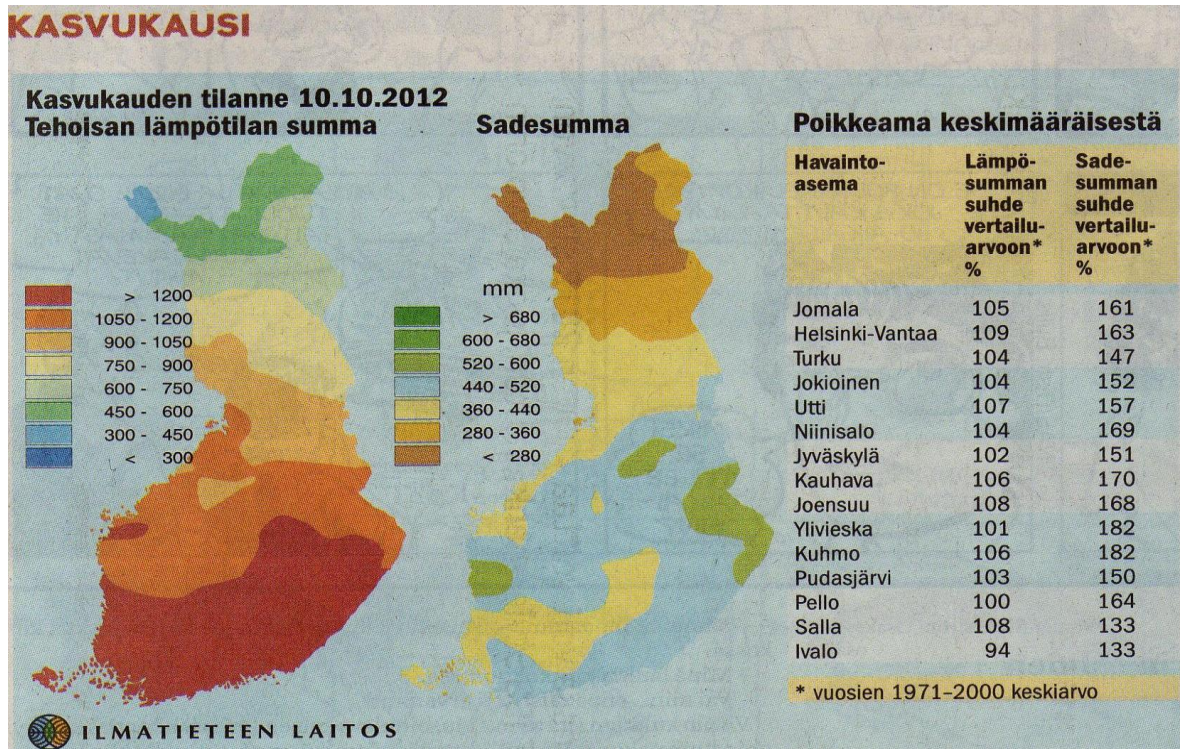 KASVUKAUSI
Kasvukauden tilanne 10.10.2012
Tehoisan lämpötilan summa
> 1200
1050 - 1200
900 - 1050
750 - 900
600 - 750
450 - 600
300 - 450
< 300
Sadesumma
mm
> 680
600 - 680
520 - 600
440 - 520
360 - 440
280 - 360
< 280
Poikkeama keskimääräisestä
Havainto-
asema
Lämpö-
summan
suhde
vertailu-
arvoon*
%
Sade-
summan
suhde
vertailu-
arvoon*
%
Jomala 105 161
Helsinki-Vantaa 109 163
Turku 104 147
Jokioinen 104 152
Utti 107 157
Niinisalo 104 169
Jyväskylä 102 151
Kauhava 106 170
Joensuu 108 168
Ylivieska 101 182
Kuhmo 106 182
Pudasjärvi 103 150
Pello 100 164
Salla 108 133
Ivalo 94 133
* vuosien 1971–2000 keskiarvo
ILMATIETEEN LAITOS